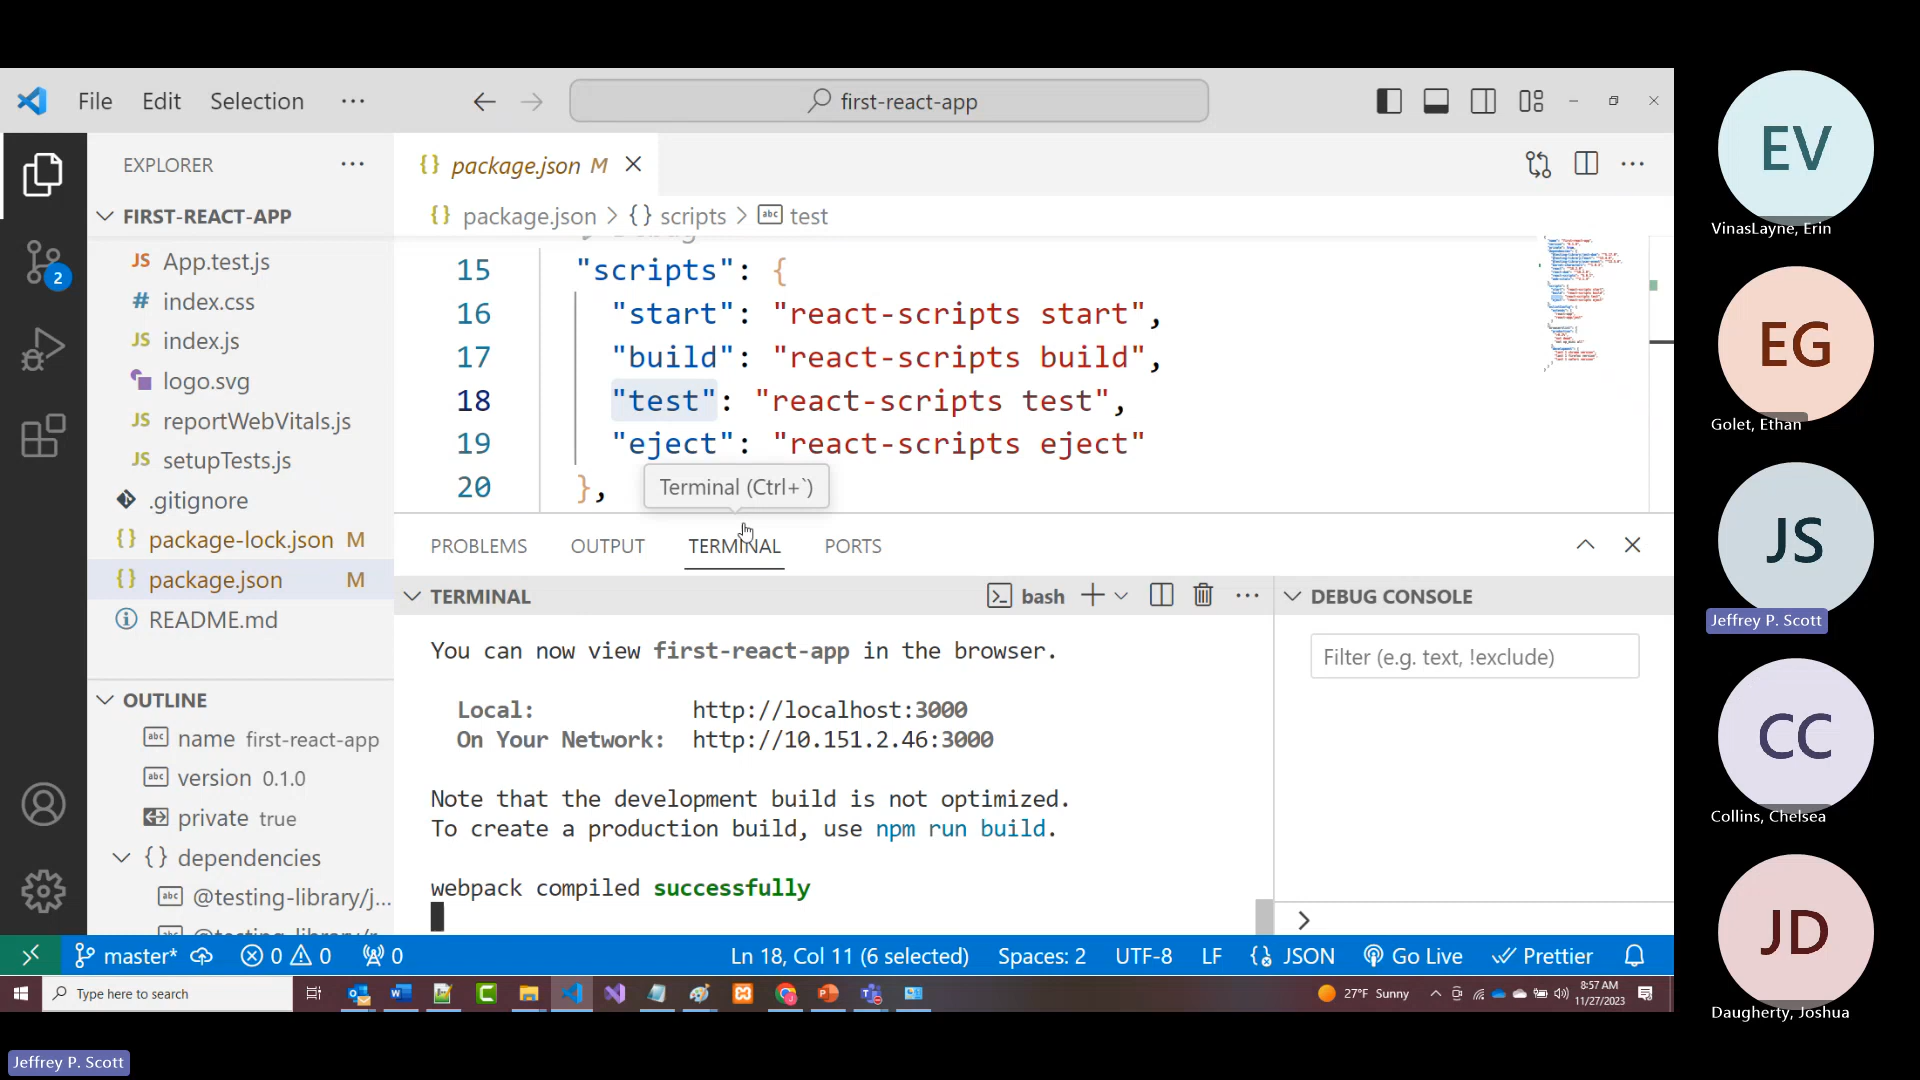 File Edit Selection ···
first-react-app
EXPLORER ···
FIRST-REACT-APP
JS App.test.js
# index.css
JS index.js
logo.svg
JS reportWebVitals.js
JS setupTests.js
.gitignore
{} package-lock.json M
{} package.json M
README.md
OUTLINE
abc name first-react-app
abc version 0.1.0
private true
{} dependencies
abc @testing-library/j...
2
{} package.json M
{} package.json > {} scripts > abc test
15 "scripts": {
16 "start": "react-scripts start",
17 "build": "react-scripts build",
18 "test": "react-scripts test",
19 "eject": "react-scripts eject"
20 },
Terminal (Ctrl+`)
PROBLEMS OUTPUT TERMINAL PORTS
TERMINAL
bash
You can now view first-react-app in the browser.
Local: http://localhost:3000
On Your Network: http://10.151.2.46:3000
Note that the development build is not optimized.
To create a production build, use npm run build.
webpack compiled successfully
DEBUG CONSOLE
Filter (e.g. text, !exclude)
>
master* 0 0 0
Ln 18, Col 11 (6 selected) Spaces: 2 UTF-8 LF JSON Go Live Prettier
Type here to search
27°F Sunny
8:57 AM
11/27/2023
EV
VinasLayne, Erin
EG
Golet, Ethan
JS
Jeffrey P. Scott
CC
Collins, Chelsea
JD
Daugherty, Joshua
Jeffrey P. Scott